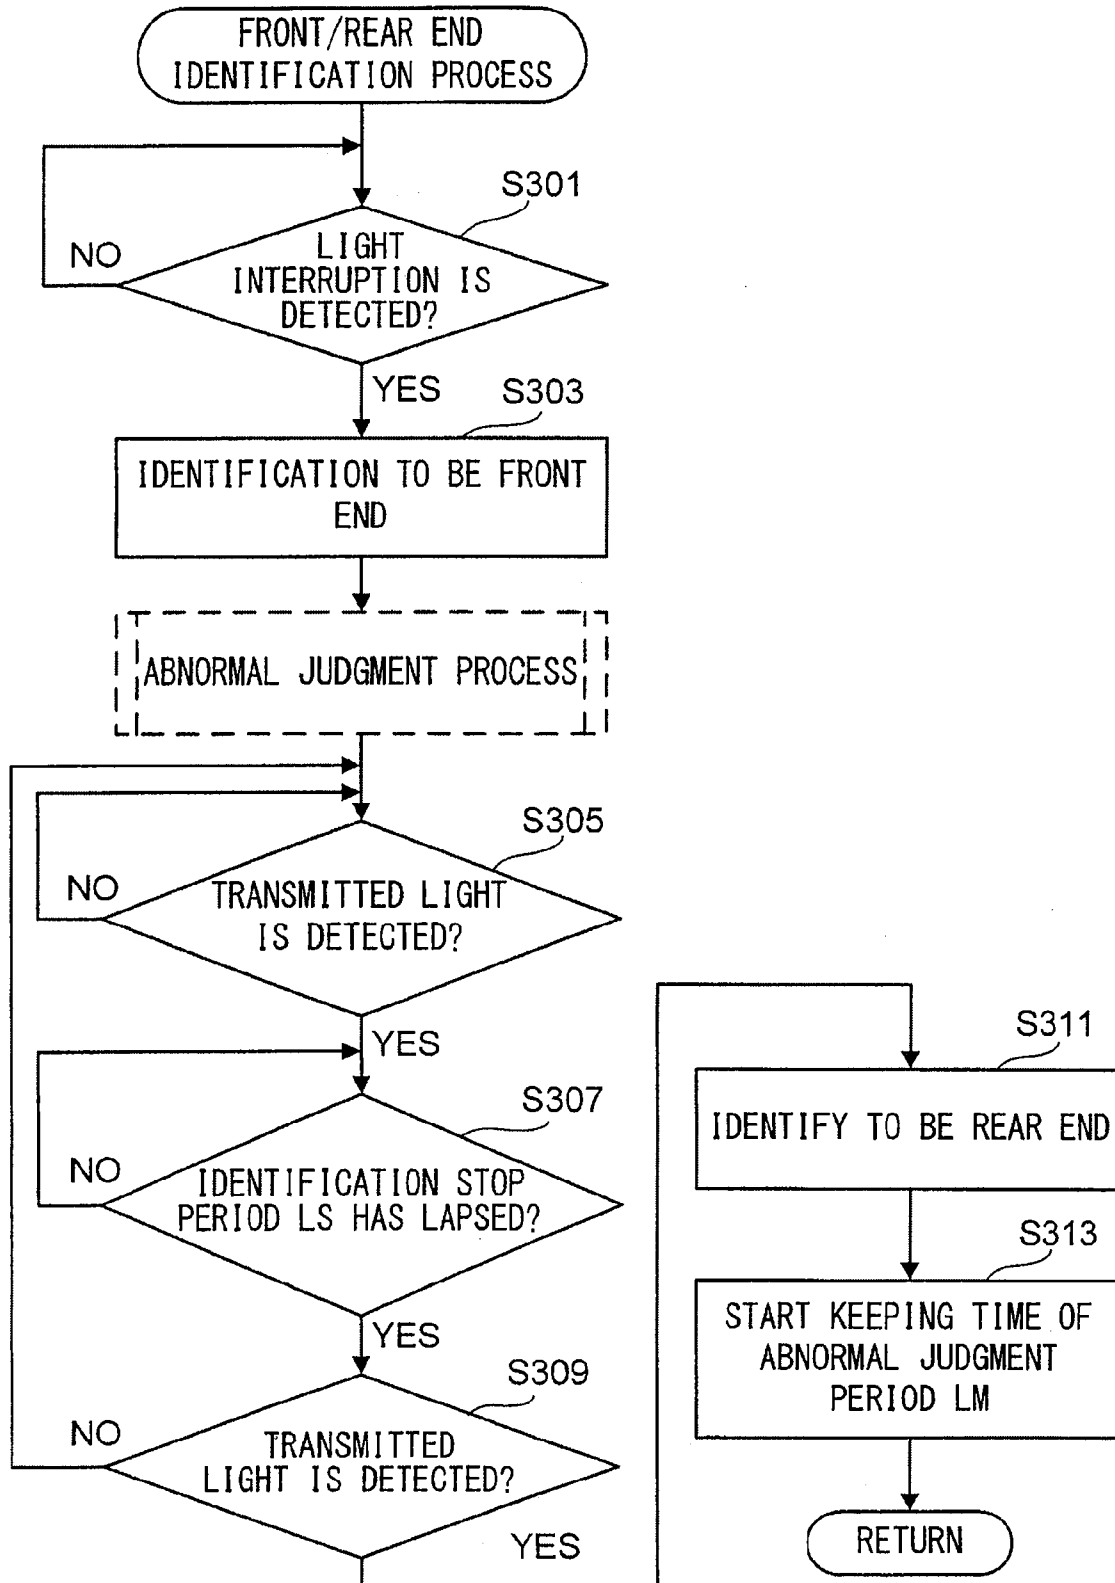 FRONT/REAR END
IDENTIFICATION PROCESS
S301
NO
LIGHT
INTERRUPTION IS
DETECTED?
YES
S303
IDENTIFICATION TO BE FRONT
END
ABNORMAL JUDGMENT PROCESS
S305
NO
TRANSMITTED LIGHT
IS DETECTED?
YES
S307
NO
IDENTIFICATION STOP
PERIOD LS HAS LAPSED?
YES
S309
NO
TRANSMITTED
LIGHT IS DETECTED?
YES
S311
IDENTIFY TO BE REAR END
S313
START KEEPING TIME OF
ABNORMAL JUDGMENT
PERIOD LM
RETURN